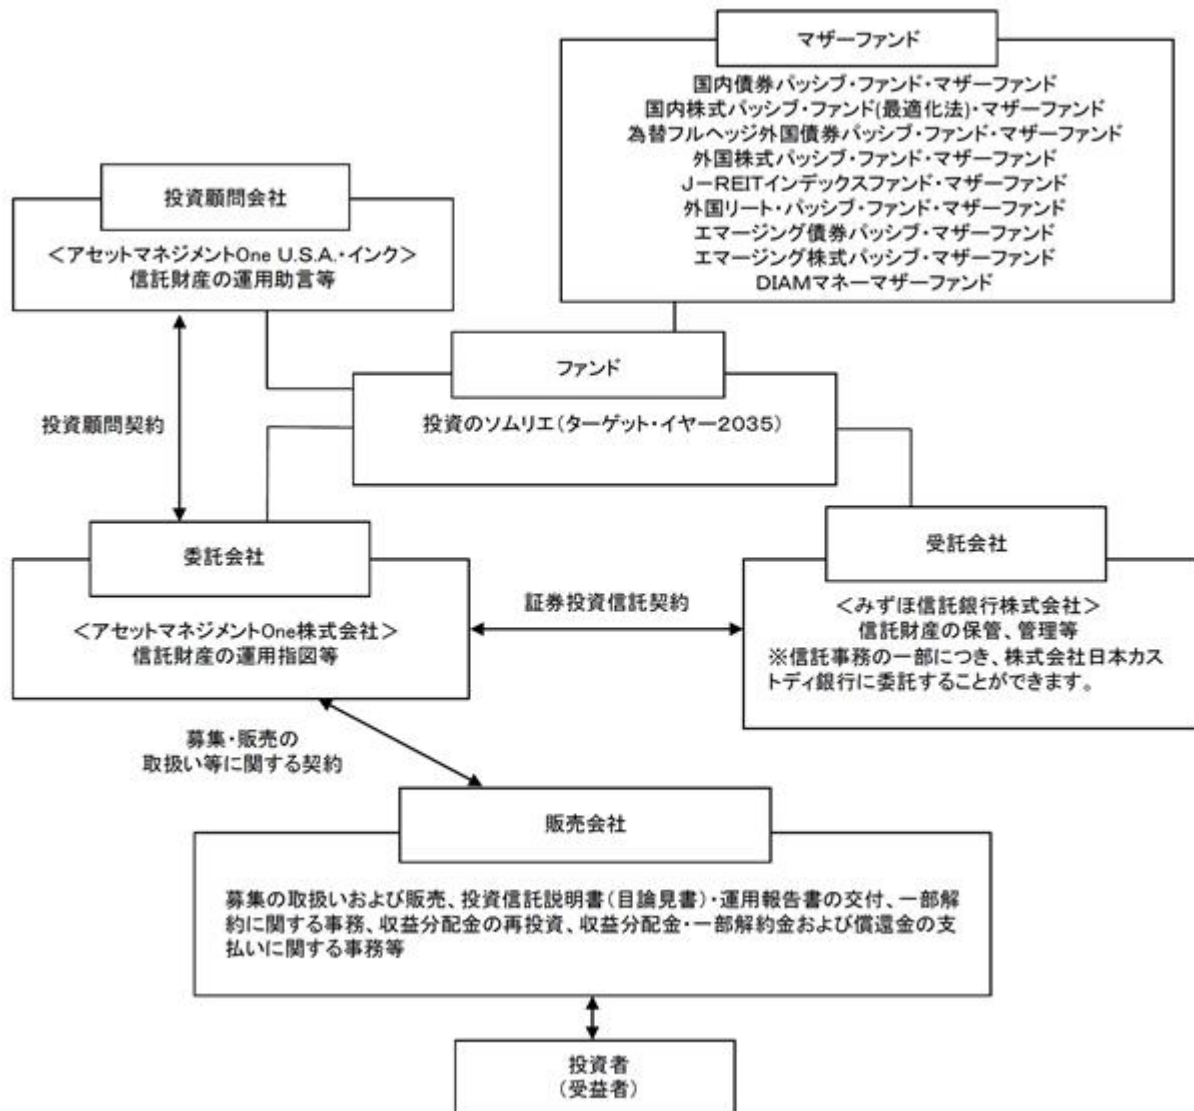 マザーファンド
国内債券パッシブ・ファンド・マザーファンド
国内株式パッシブ・ファンド(最適化法)・マザーファンド
為替フルヘッジ外国債券パッシブ・ファンド・マザーファンド
外国株式パッシブ・ファンド・マザーファンド
J－REITインデックスファンド・マザーファンド
外国リート・パッシブ・ファンド・マザーファンド
エマージング債券パッシブ・マザーファンド
エマージング株式パッシブ・マザーファンド
DIAMマネーマザーファンド
投資顧問会社
＜アセットマネジメントOne U.S.A.・インク＞
信託財産の運用助言等
ファンド
投資のソムリエ(ターゲット・イヤー2035)
投資顧問契約
委託会社
＜アセットマネジメントOne株式会社＞
信託財産の運用指図等
証券投資信託契約
受託会社
＜みずほ信託銀行株式会社＞
信託財産の保管、管理等
※信託事務の一部につき、株式会社日本カス
トディ銀行に委託することができます。
募集・販売の
取扱い等に関する契約
販売会社
募集の取扱いおよび販売、投資信託説明書(目論見書)・運用報告書の交付、一部解
約に関する事務、収益分配金の再投資、収益分配金・一部解約金および償還金の支
払いに関する事務等
投資者
(受益者)